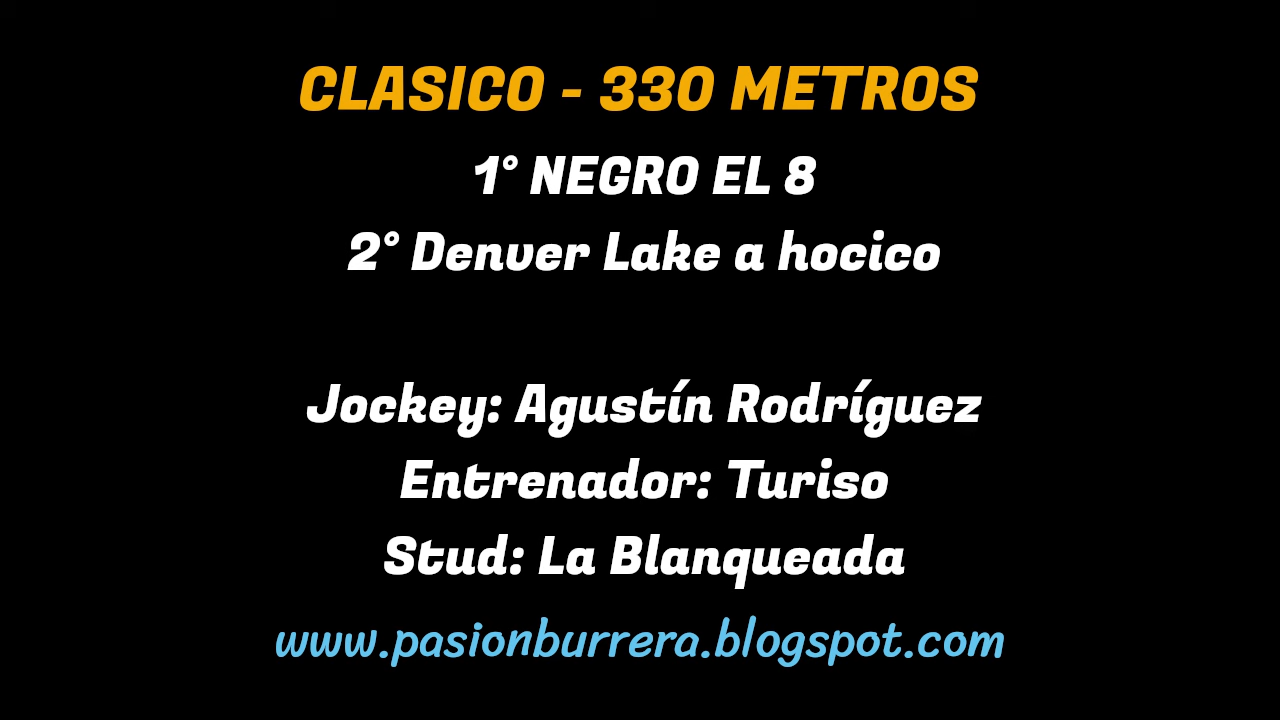 CLASICO - 330 METROS
1° NEGRO EL 8
2° Denver Lake a hocico
Jockey: Agustín Rodríguez
Entrenador: Turiso
Stud: La Blanqueada
www.pasionburrera.blogspot.com